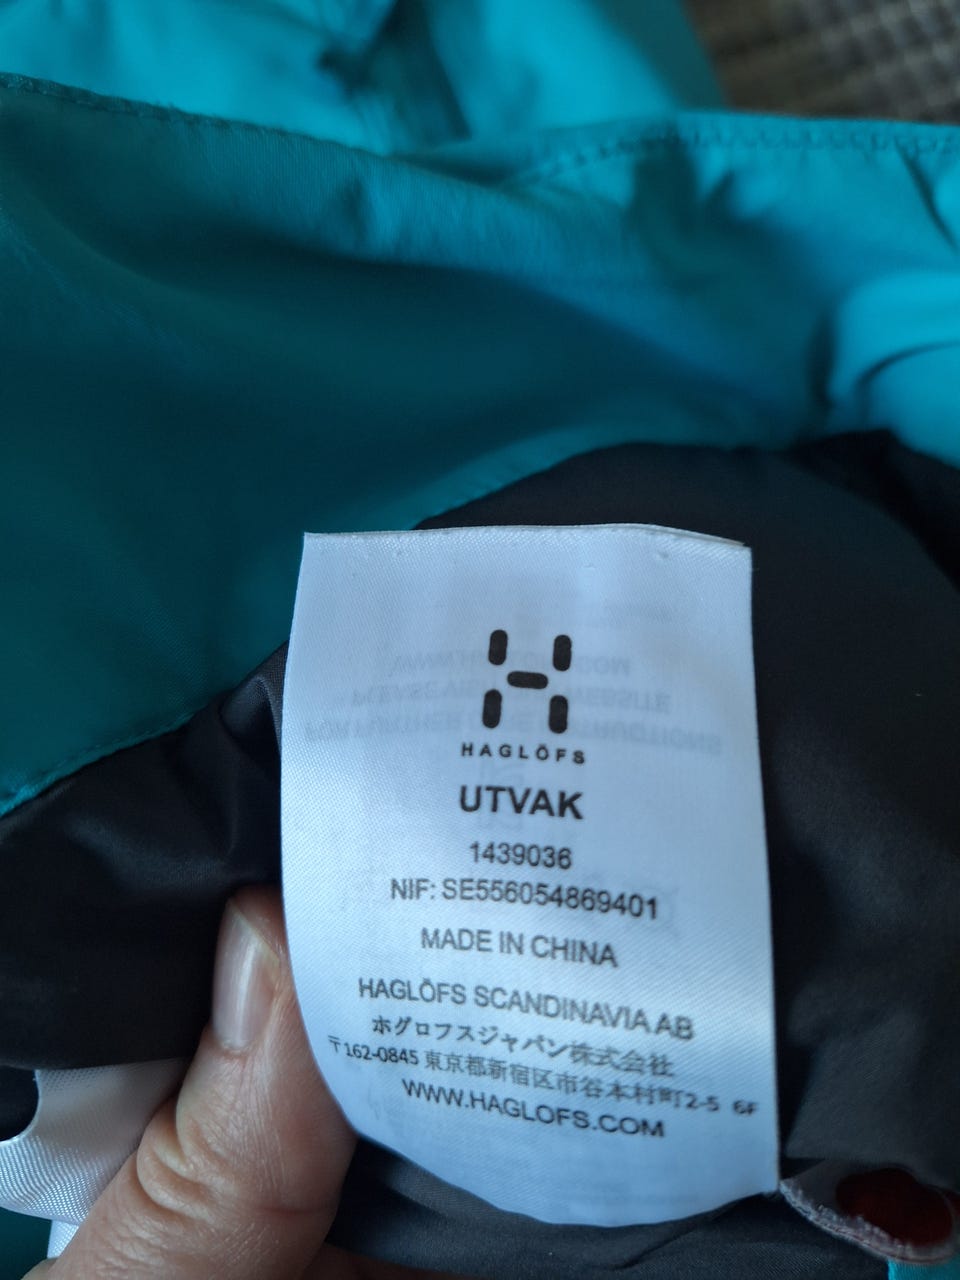 HAGLÖFS
UTVAK
1439036
NIF: SE556054869401
MADE IN CHINA
HAGLÖFS SCANDINAVIA AB
ホグロフスジャパン株式会社
〒162-0845 東京都新宿区市谷本村町2-5 6F
WWW.HAGLOFS.COM